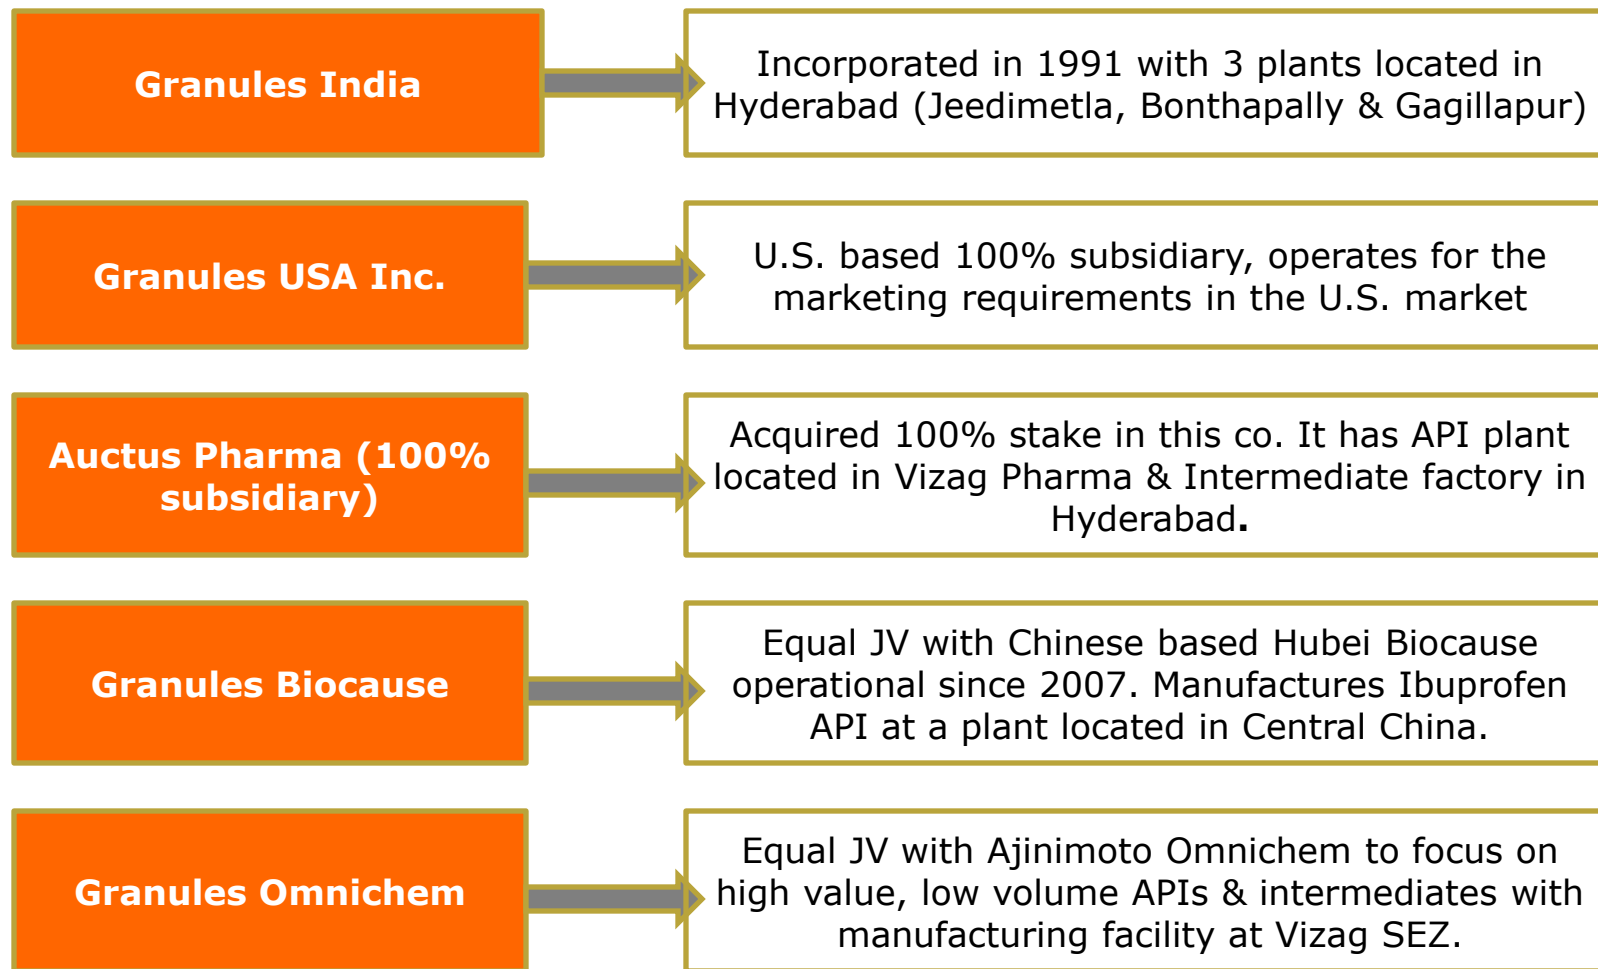 Granules India
Incorporated in 1991 with 3 plants located in
Hyderabad (Jeedimetla, Bonthapally & Gagillapur)
Granules USA Inc.
U.S. based 100% subsidiary, operates for the
marketing requirements in the U.S. market
Auctus Pharma (100%
subsidiary)
Acquired 100% stake in this co. It has API plant
located in Vizag Pharma & Intermediate factory in
Hyderabad.
Granules Biocause
Equal JV with Chinese based Hubei Biocause
operational since 2007. Manufactures Ibuprofen
API at a plant located in Central China.
Granules Omnichem
Equal JV with Ajinimoto Omnichem to focus on
high value, low volume APIs & intermediates with
manufacturing facility at Vizag SEZ.